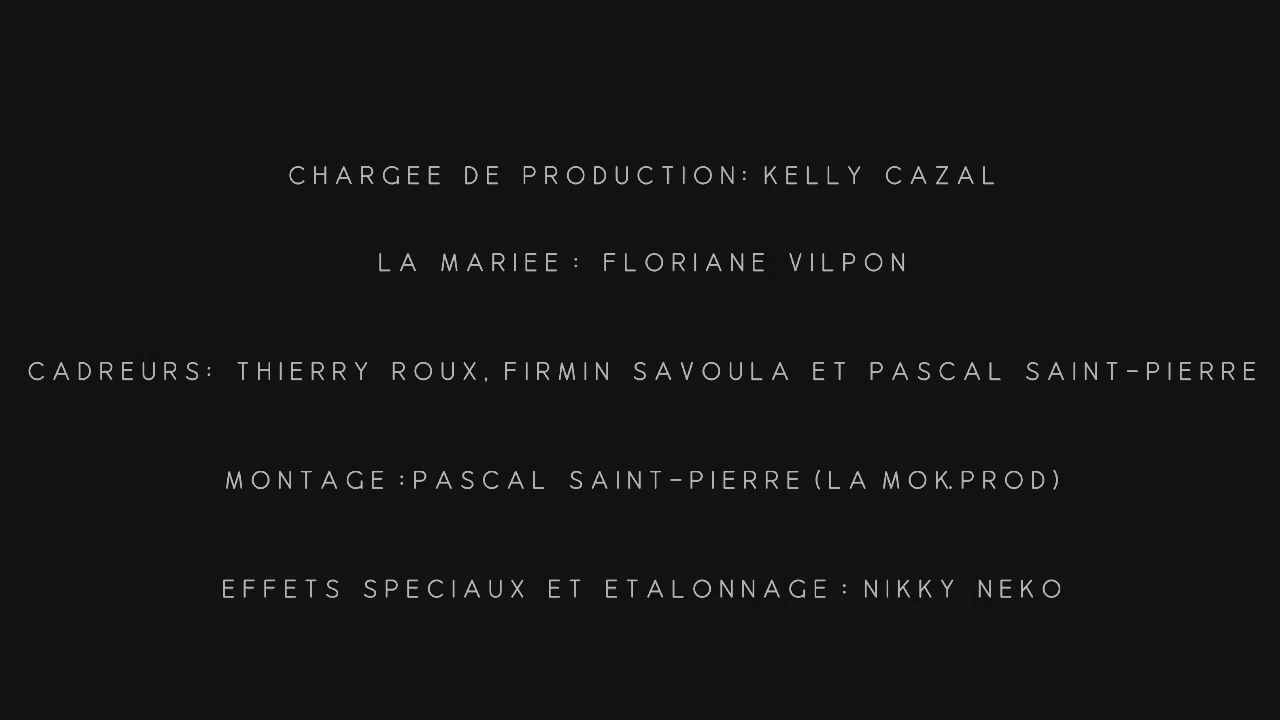 CHARGEE DE PRODUCTION: KELLY CAZAL
LA MARIEE : FLORIANE VILPON
CADREURS: THIERRY ROUX, FIRMIN SAVOULA ET PASCAL SAINT-PIERRE
MONTAGE :PASCAL SAINT-PIERRE (LA MOK.PROD)
EFFETS SPECIAUX ET ETALONNAGE : NIKKY NEKO